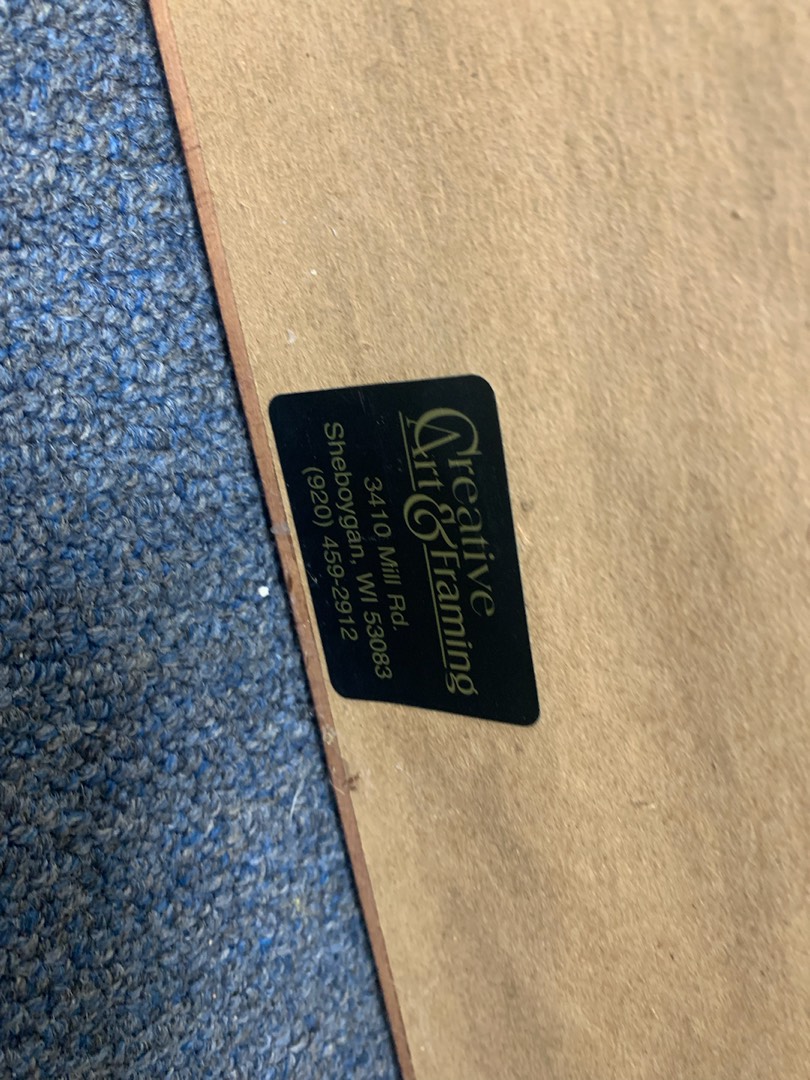 Creative
Art & Framing
3410 Mill Rd.
Sheboygan, WI 53083
(920) 459-2912